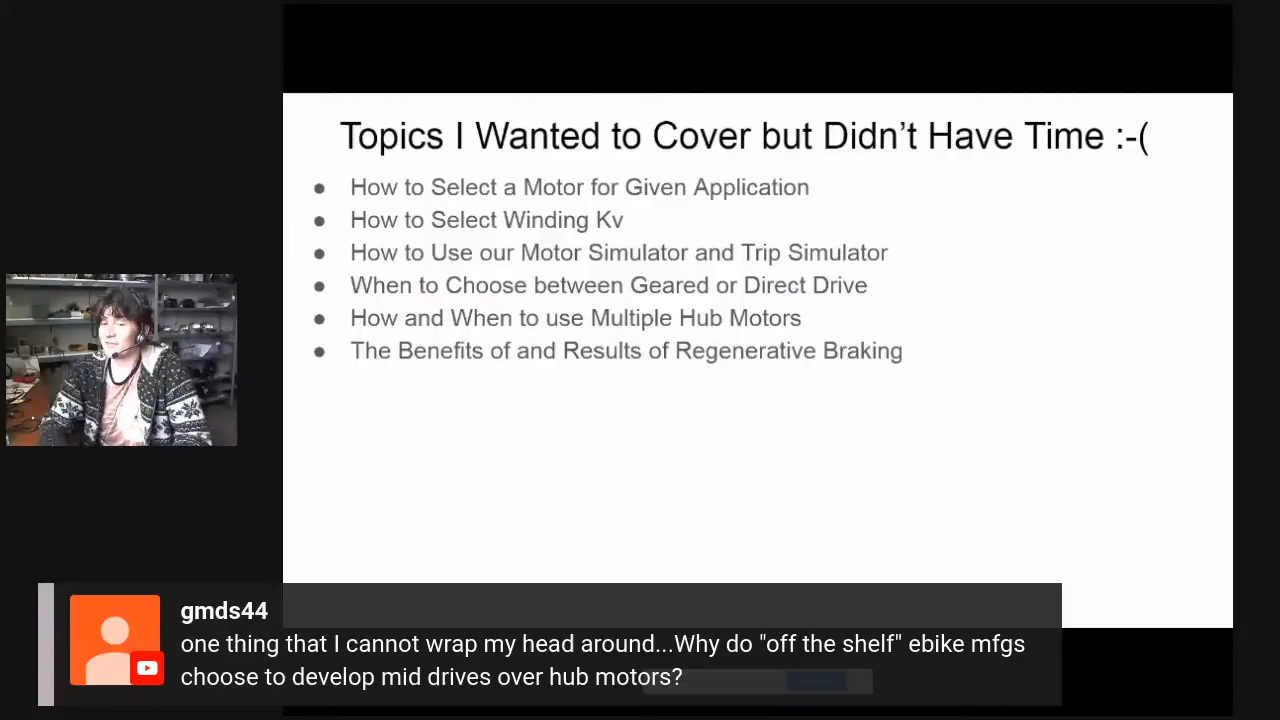 Topics I Wanted to Cover but Didn't Have Time :-(
● How to Select a Motor for Given Application
● How to Select Winding Kv
● How to Use our Motor Simulator and Trip Simulator
● When to Choose between Geared or Direct Drive
● How and When to use Multiple Hub Motors
● The Benefits of and Results of Regenerative Braking
gmds44
one thing that I cannot wrap my head around...Why do "off the shelf" ebike mfgs
choose to develop mid drives over hub motors?